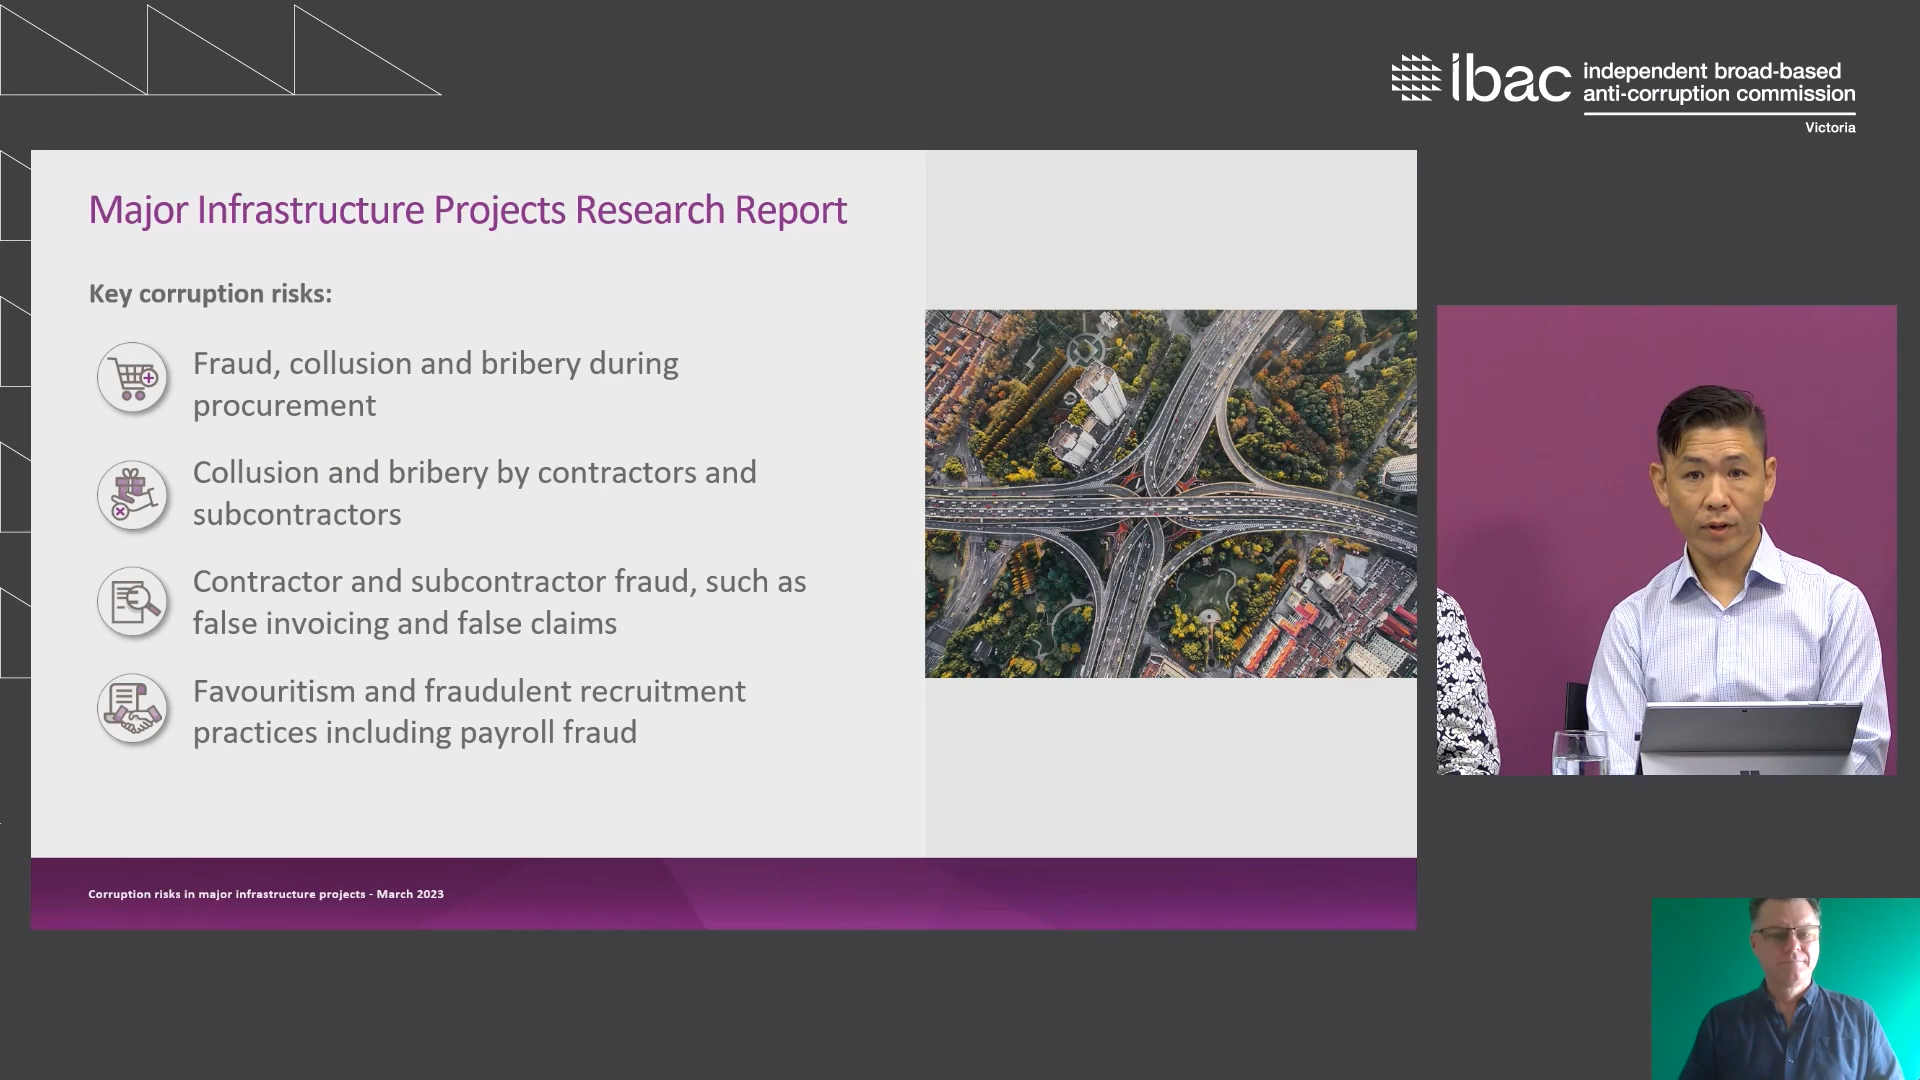 ibac independent broad-based
anti-corruption commission
Victoria
Major Infrastructure Projects Research Report
Key corruption risks:
Fraud, collusion and bribery during
procurement
Collusion and bribery by contractors and
subcontractors
Contractor and subcontractor fraud, such as
false invoicing and false claims
Favouritism and fraudulent recruitment
practices including payroll fraud
Corruption risks in major infrastructure projects - March 2023